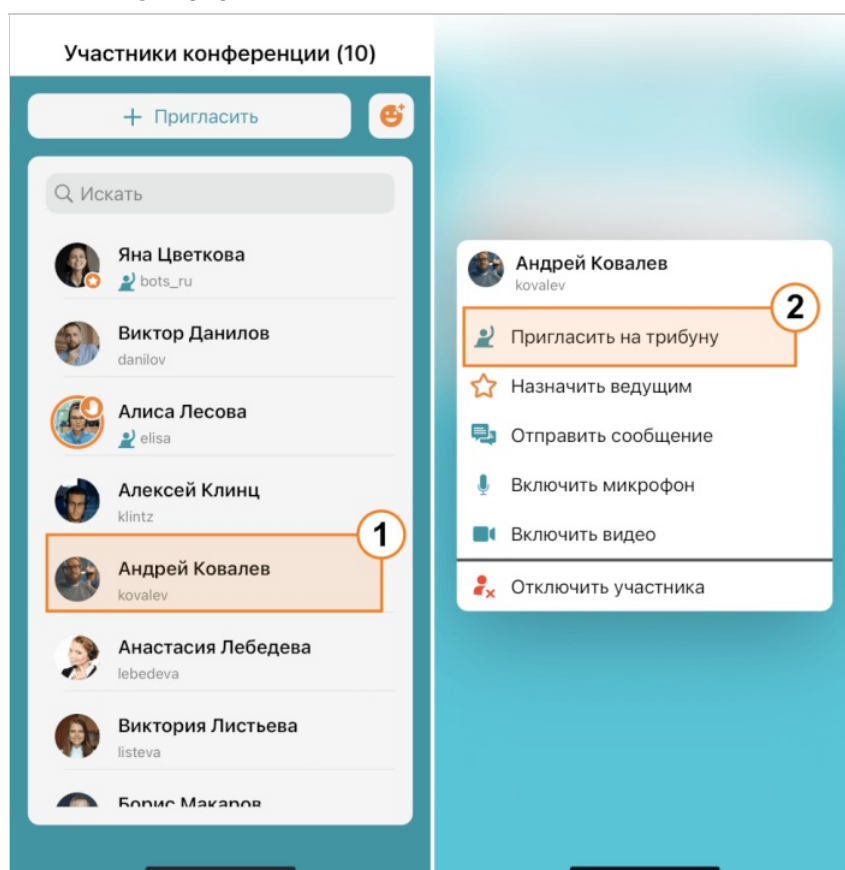 Участники конференции (10)
+ Пригласить
Искать
Яна Цветкова
bots_ru
Виктор Данилов
danilov
Алиса Лесова
elisa
Алексей Клинц
klintz
1
Андрей Ковалев
kovalev
Анастасия Лебедева
lebedeva
Виктория Листьева
listeva
Борис Макаров
Андрей Ковалев
kovalev
2
Пригласить на трибуну
Назначить ведущим
Отправить сообщение
Включить микрофон
Включить видео
Отключить участника